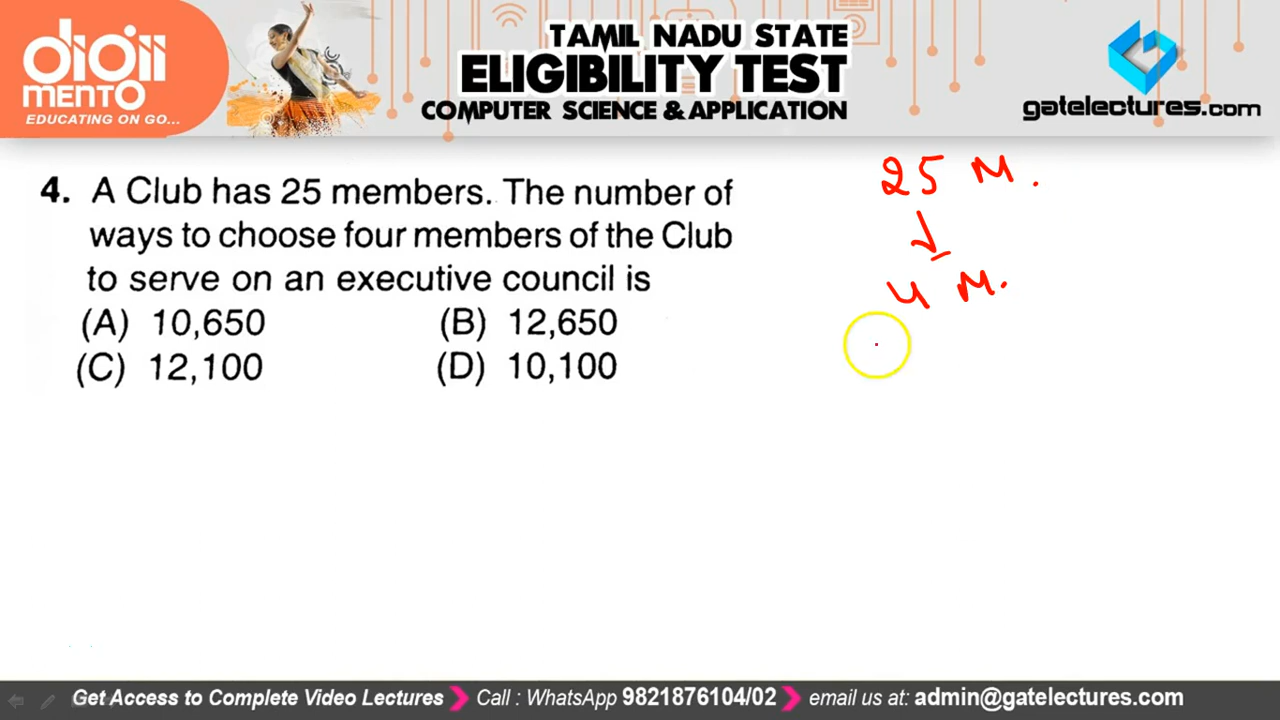 digii
mento
EDUCATING ON GO...
TAMIL NADU STATE
ELIGIBILITY TEST
COMPUTER SCIENCE & APPLICATION
gatelectures.com
4. A Club has 25 members. The number of
ways to choose four members of the Club
to serve on an executive council is
(A) 10,650 (B) 12,650
(C) 12,100 (D) 10,100
25 M.
4 M.
Get Access to Complete Video Lectures Call : WhatsApp 9821876104/02 email us at: admin@gatelectures.com